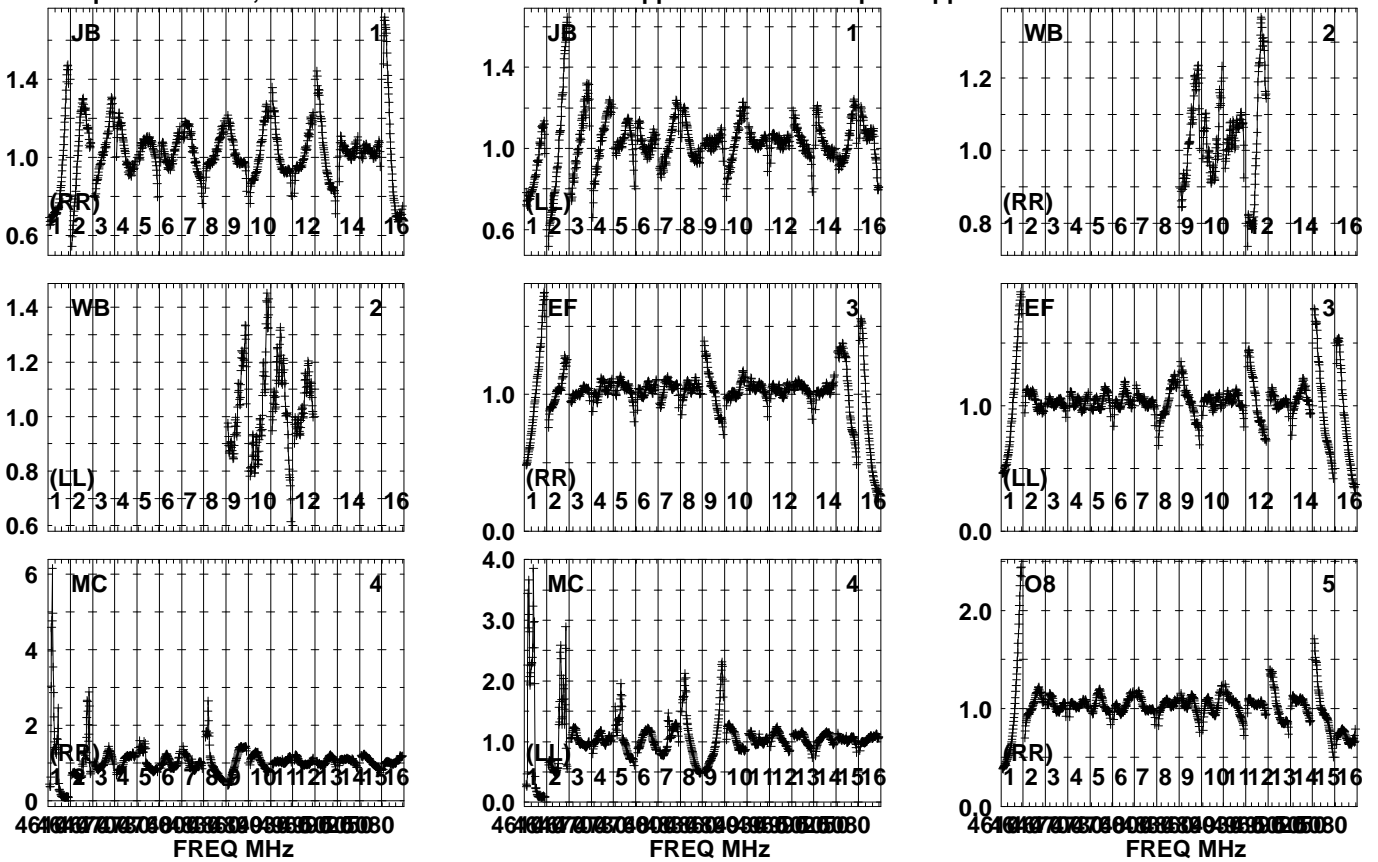 JB 1
1.4
1.0
0.6
(RR)
1 2 3 4 5 6 7 8 9 10 12 14 16
JB 1
1.4
1.0
0.6
(LL)
1 2 3 4 5 6 7 8 9 10 12 14 16
WB 2
1.2
1.0
0.8
(RR)
1 2 3 4 5 6 7 8 9 10 12 14 16
WB 2
1.4
1.2
1.0
0.8
0.6
(LL)
1 2 3 4 5 6 7 8 9 10 12 14 16
EF 3
1.0
0.0
(RR)
1 2 3 4 5 6 7 8 9 10 12 14
EF 3
1.0
0.0
(LL)
1 2 3 4 5 6 7 8 9 10 12 14 16
MC 4
6
4
2
0
(RR)
1 2 3 4 5 6 7 8 9 10 11 12 13 14 15 16
FREQ MHz
MC 4
4.0
3.0
2.0
1.0
0.0
(LL)
1 2 3 4 5 6 7 8 9 10 11 12 13 14 15 16
FREQ MHz
O8 5
2.0
1.0
0.0
(RR)
1 2 3 4 5 6 7 8 9 10 11 12 13 14 15 16
FREQ MHz